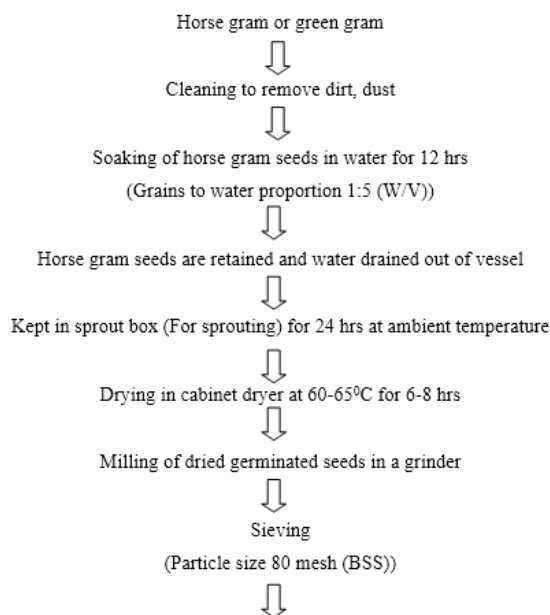 Horse gram or green gram
Cleaning to remove dirt, dust
Soaking of horse gram seeds in water for 12 hrs
(Grains to water proportion 1:5 (W/V))
Horse gram seeds are retained and water drained out of vessel
Kept in sprout box (For sprouting) for 24 hrs at ambient temperature
Drying in cabinet dryer at 60-65⁰C for 6-8 hrs
Milling of dried germinated seeds in a grinder
Sieving
(Particle size 80 mesh (BSS))